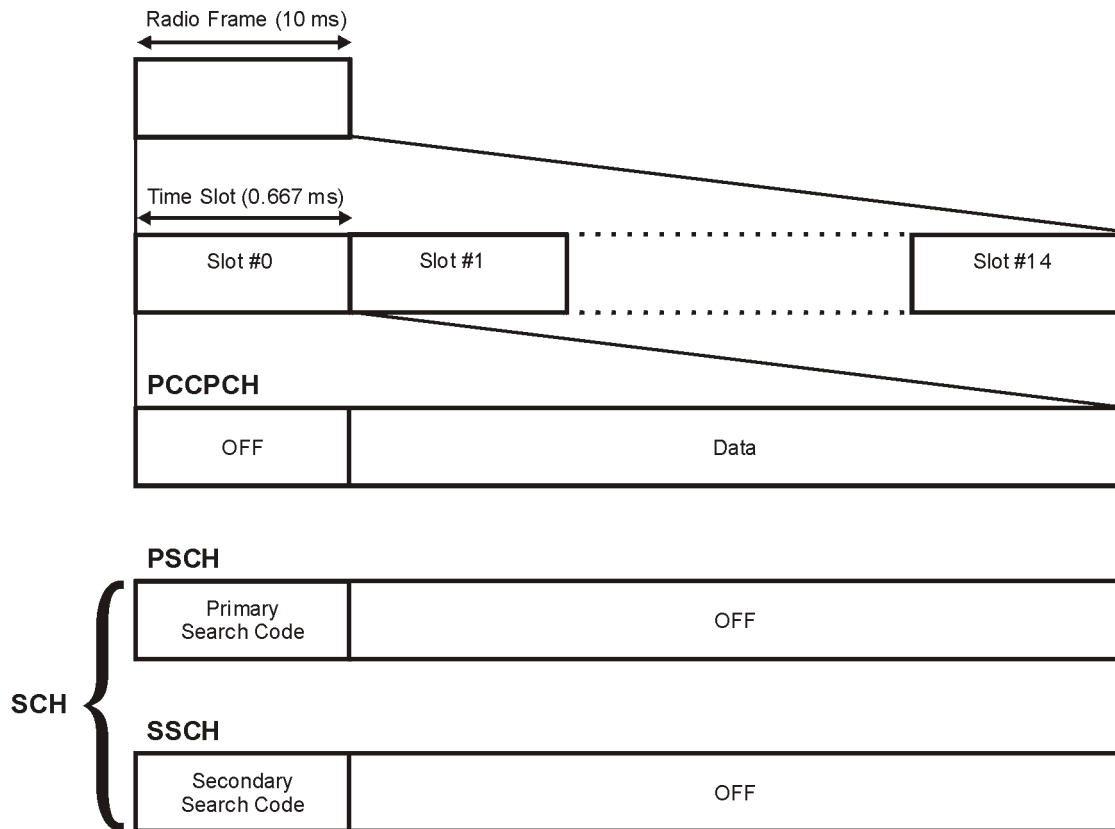 Radio Frame (10 ms)
Time Slot (0.667 ms)
Slot #0
Slot #1
Slot #14
PCCPCH
OFF
Data
PSCH
Primary
Search Code
OFF
SCH
SSCH
Secondary
Search Code
OFF